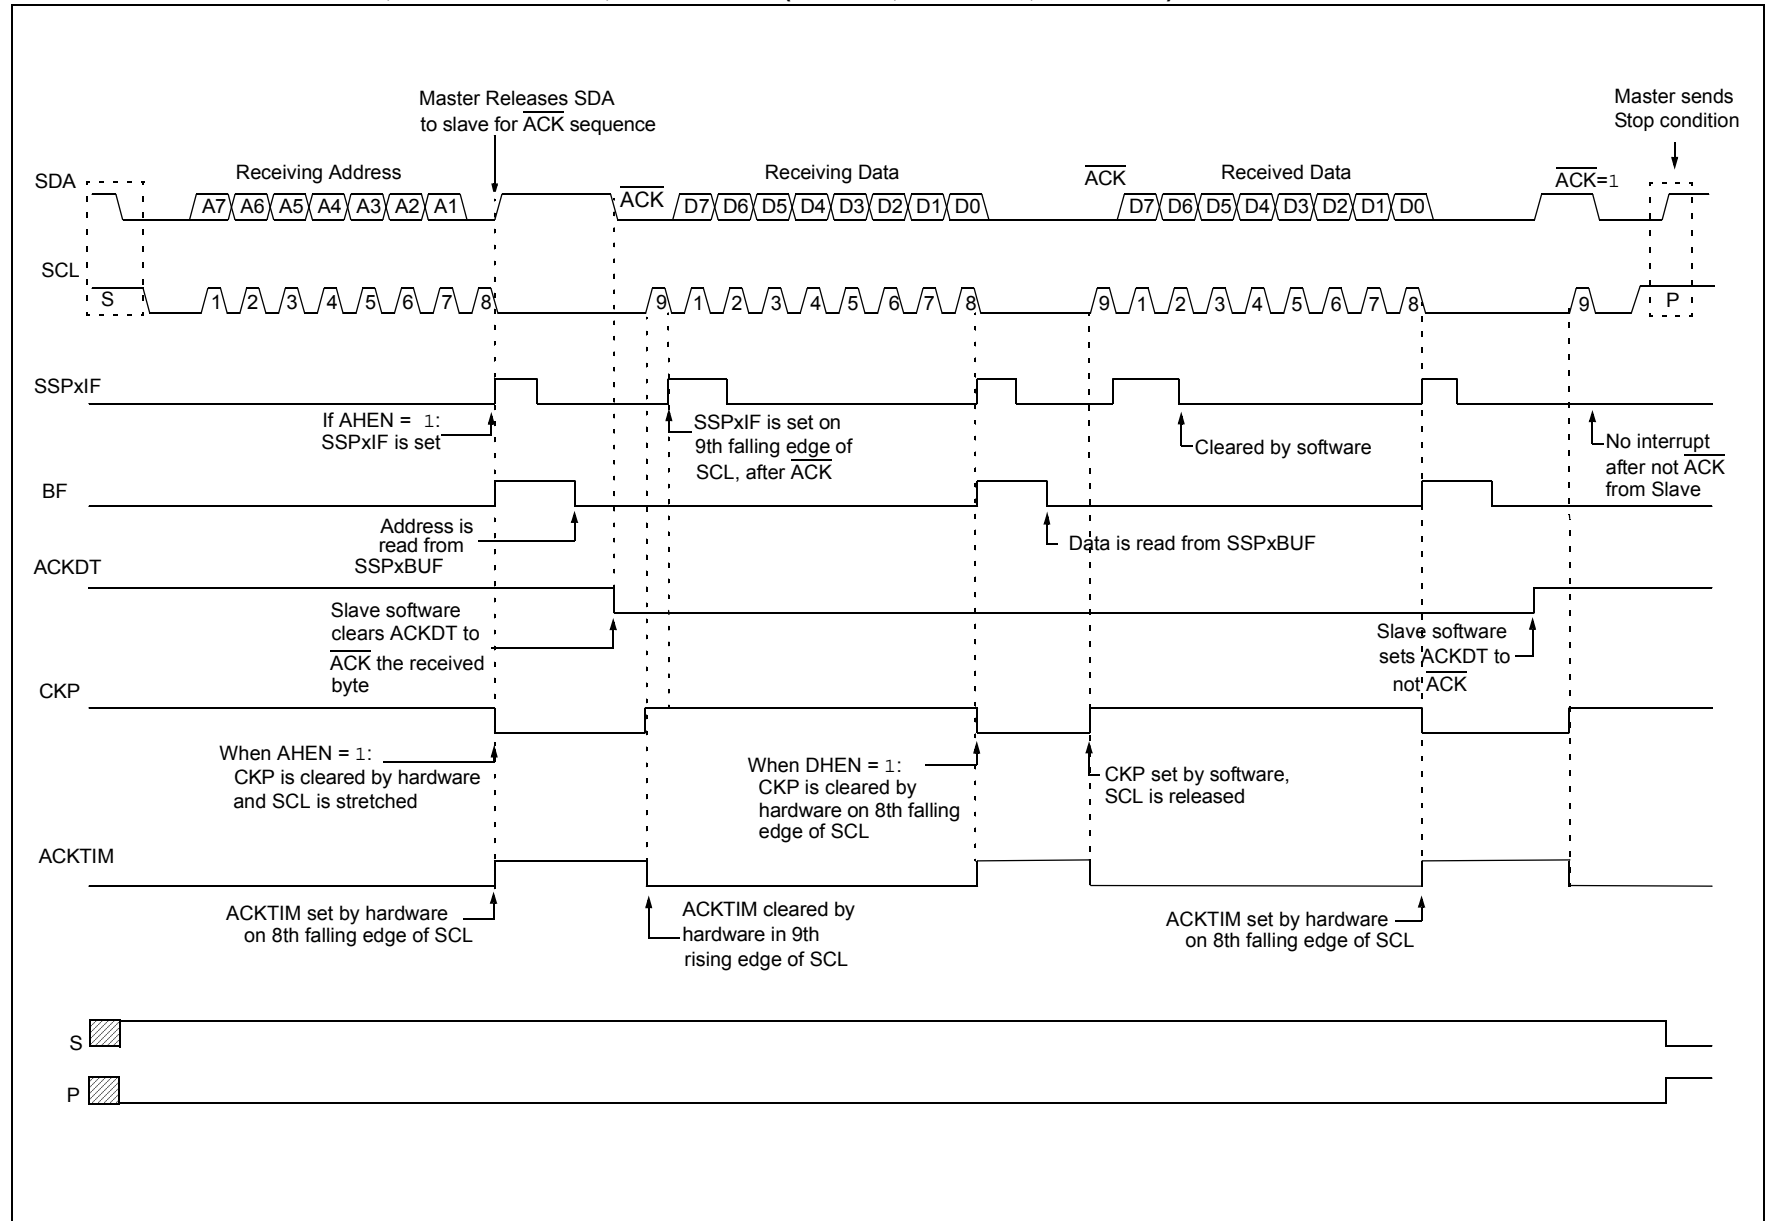 Master Releases SDA
to slave for ACK sequence
Master sends
Stop condition
SDA
Receiving Address
ACK
Receiving Data
ACK
Received Data
ACK=1
A7 A6 A5 A4 A3 A2 A1
D7 D6 D5 D4 D3 D2 D1 D0
D7 D6 D5 D4 D3 D2 D1 D0
SCL
S
1 2 3 4 5 6 7 8
9 1 2 3 4 5 6 7 8
9 1 2 3 4 5 6 7 8
9
P
SSPxIF
If AHEN = 1:
SSPxIF is set
SSPxIF is set on
9th falling edge of
SCL, after ACK
Cleared by software
No interrupt
after not ACK
from Slave
BF
Address is
read from
SSPxBUF
Data is read from SSPxBUF
ACKDT
Slave software
clears ACKDT to
ACK the received
byte
Slave software
sets ACKDT to
not ACK
CKP
When AHEN = 1:
CKP is cleared by hardware
and SCL is stretched
When DHEN = 1:
CKP is cleared by
hardware on 8th falling
edge of SCL
CKP set by software,
SCL is released
ACKTIM
ACKTIM set by hardware
on 8th falling edge of SCL
ACKTIM cleared by
hardware in 9th
rising edge of SCL
ACKTIM set by hardware
on 8th falling edge of SCL
S
P